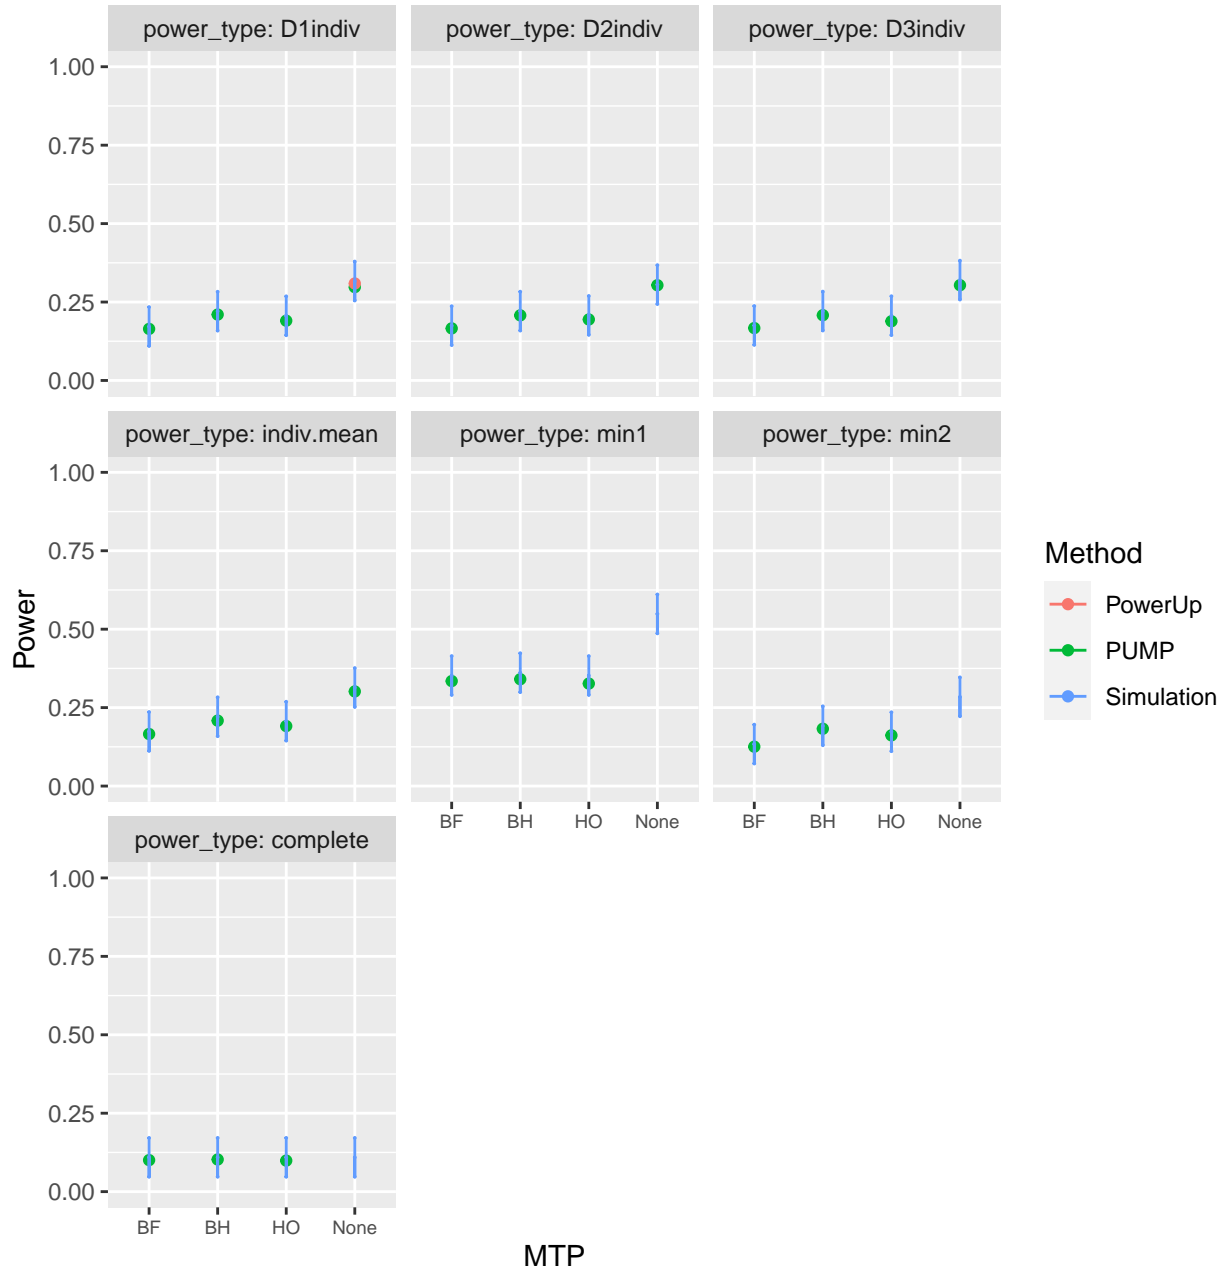 power_type: D1indiv
power_type: D2indiv
power_type: D3indiv
1.00
0.75
0.50
0.25
0.00
power_type: indiv.mean
power_type: min1
power_type: min2
1.00
0.75
0.50
0.25
0.00
BF BH HO None
BF BH HO None
power_type: complete
1.00
0.75
0.50
0.25
0.00
BF BH HO None
MTP
Power
Method
PowerUp
PUMP
Simulation